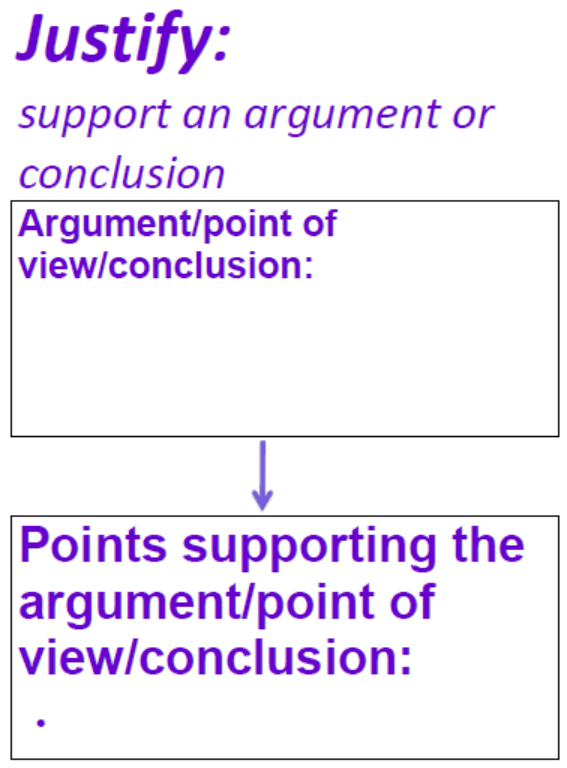 Justify:
support an argument or
conclusion
Argument/point of
view/conclusion:
Points supporting the
argument/point of
view/conclusion:
•